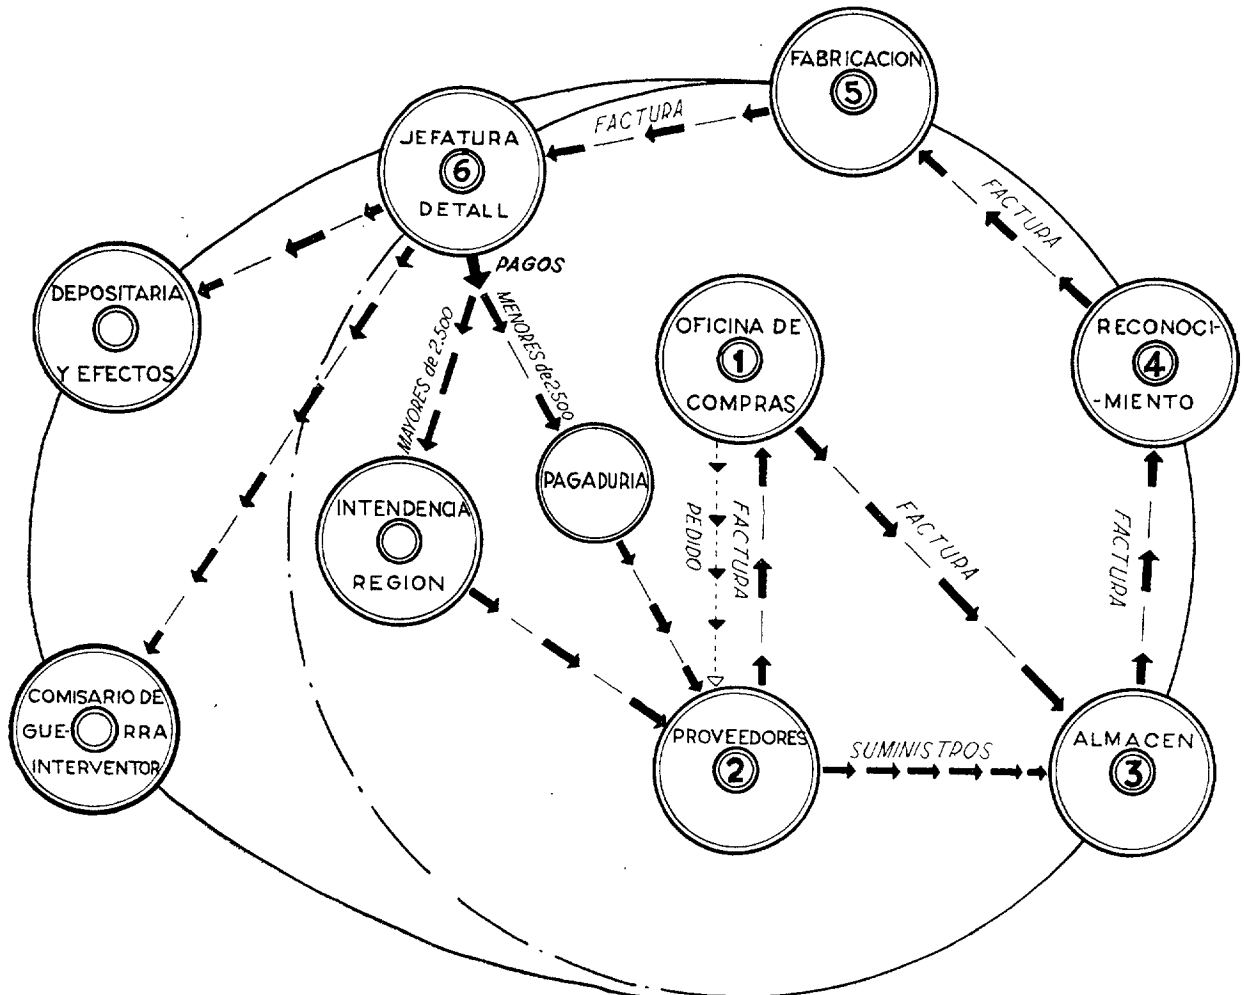 FABRICACION
5
FACTURA
JEFATURA
6
DETALL
FACTURA
PAGOS
DEPOSITARIA
Y EFECTOS
MAYORES de 2.500
MENORES de 2.500
OFICINA DE
1
COMPRAS
RECONOCI-
4
-MIENTO
PAGADURIA
INTENDENCIA
REGION
PEDIDO
FACTURA
FACTURA
FACTURA
COMISARIO DE
GUE- RRA
INTERVENTOR
PROVEEDORES
2
SUMINISTROS
ALMACEN
3